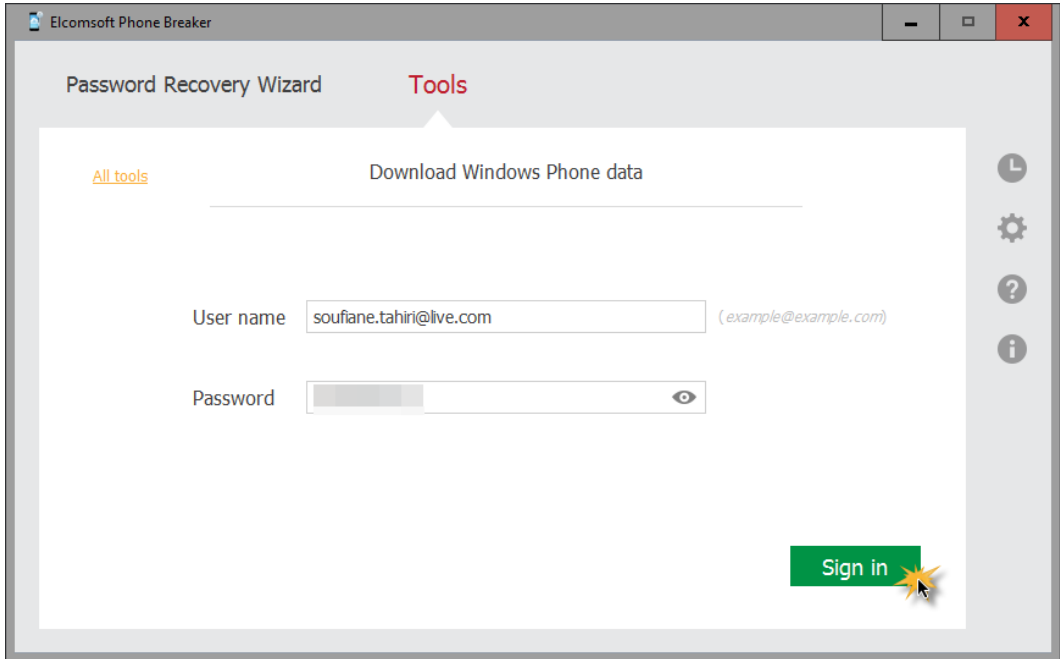 Elcomsoft Phone Breaker
Password Recovery Wizard Tools
All tools
Download Windows Phone data
User name soufiane.tahiri@live.com (example@example.com)
Password
Sign in